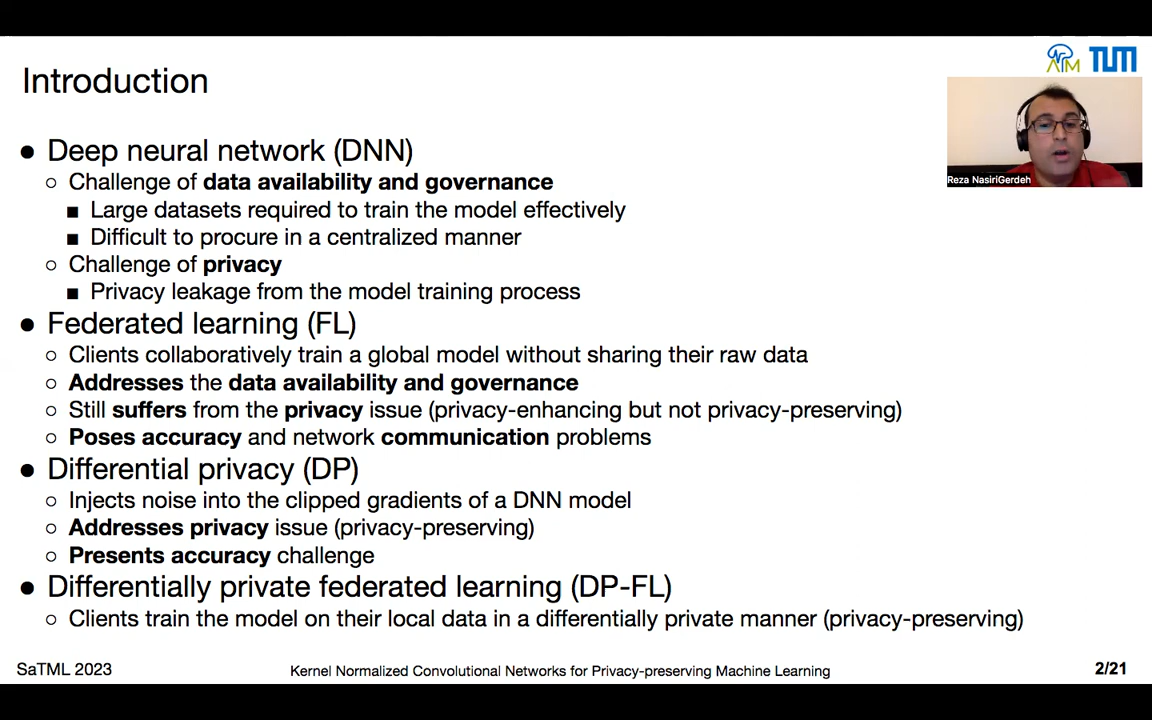 Introduction
● Deep neural network (DNN)
○ Challenge of data availability and governance
■ Large datasets required to train the model effectively
■ Difficult to procure in a centralized manner
○ Challenge of privacy
■ Privacy leakage from the model training process
● Federated learning (FL)
○ Clients collaboratively train a global model without sharing their raw data
○ Addresses the data availability and governance
○ Still suffers from the privacy issue (privacy-enhancing but not privacy-preserving)
○ Poses accuracy and network communication problems
● Differential privacy (DP)
○ Injects noise into the clipped gradients of a DNN model
○ Addresses privacy issue (privacy-preserving)
○ Presents accuracy challenge
● Differentially private federated learning (DP-FL)
○ Clients train the model on their local data in a differentially private manner (privacy-preserving)
AIM TUM
Reza NasiriGerdeh
SaTML 2023
Kernel Normalized Convolutional Networks for Privacy-preserving Machine Learning
2/21